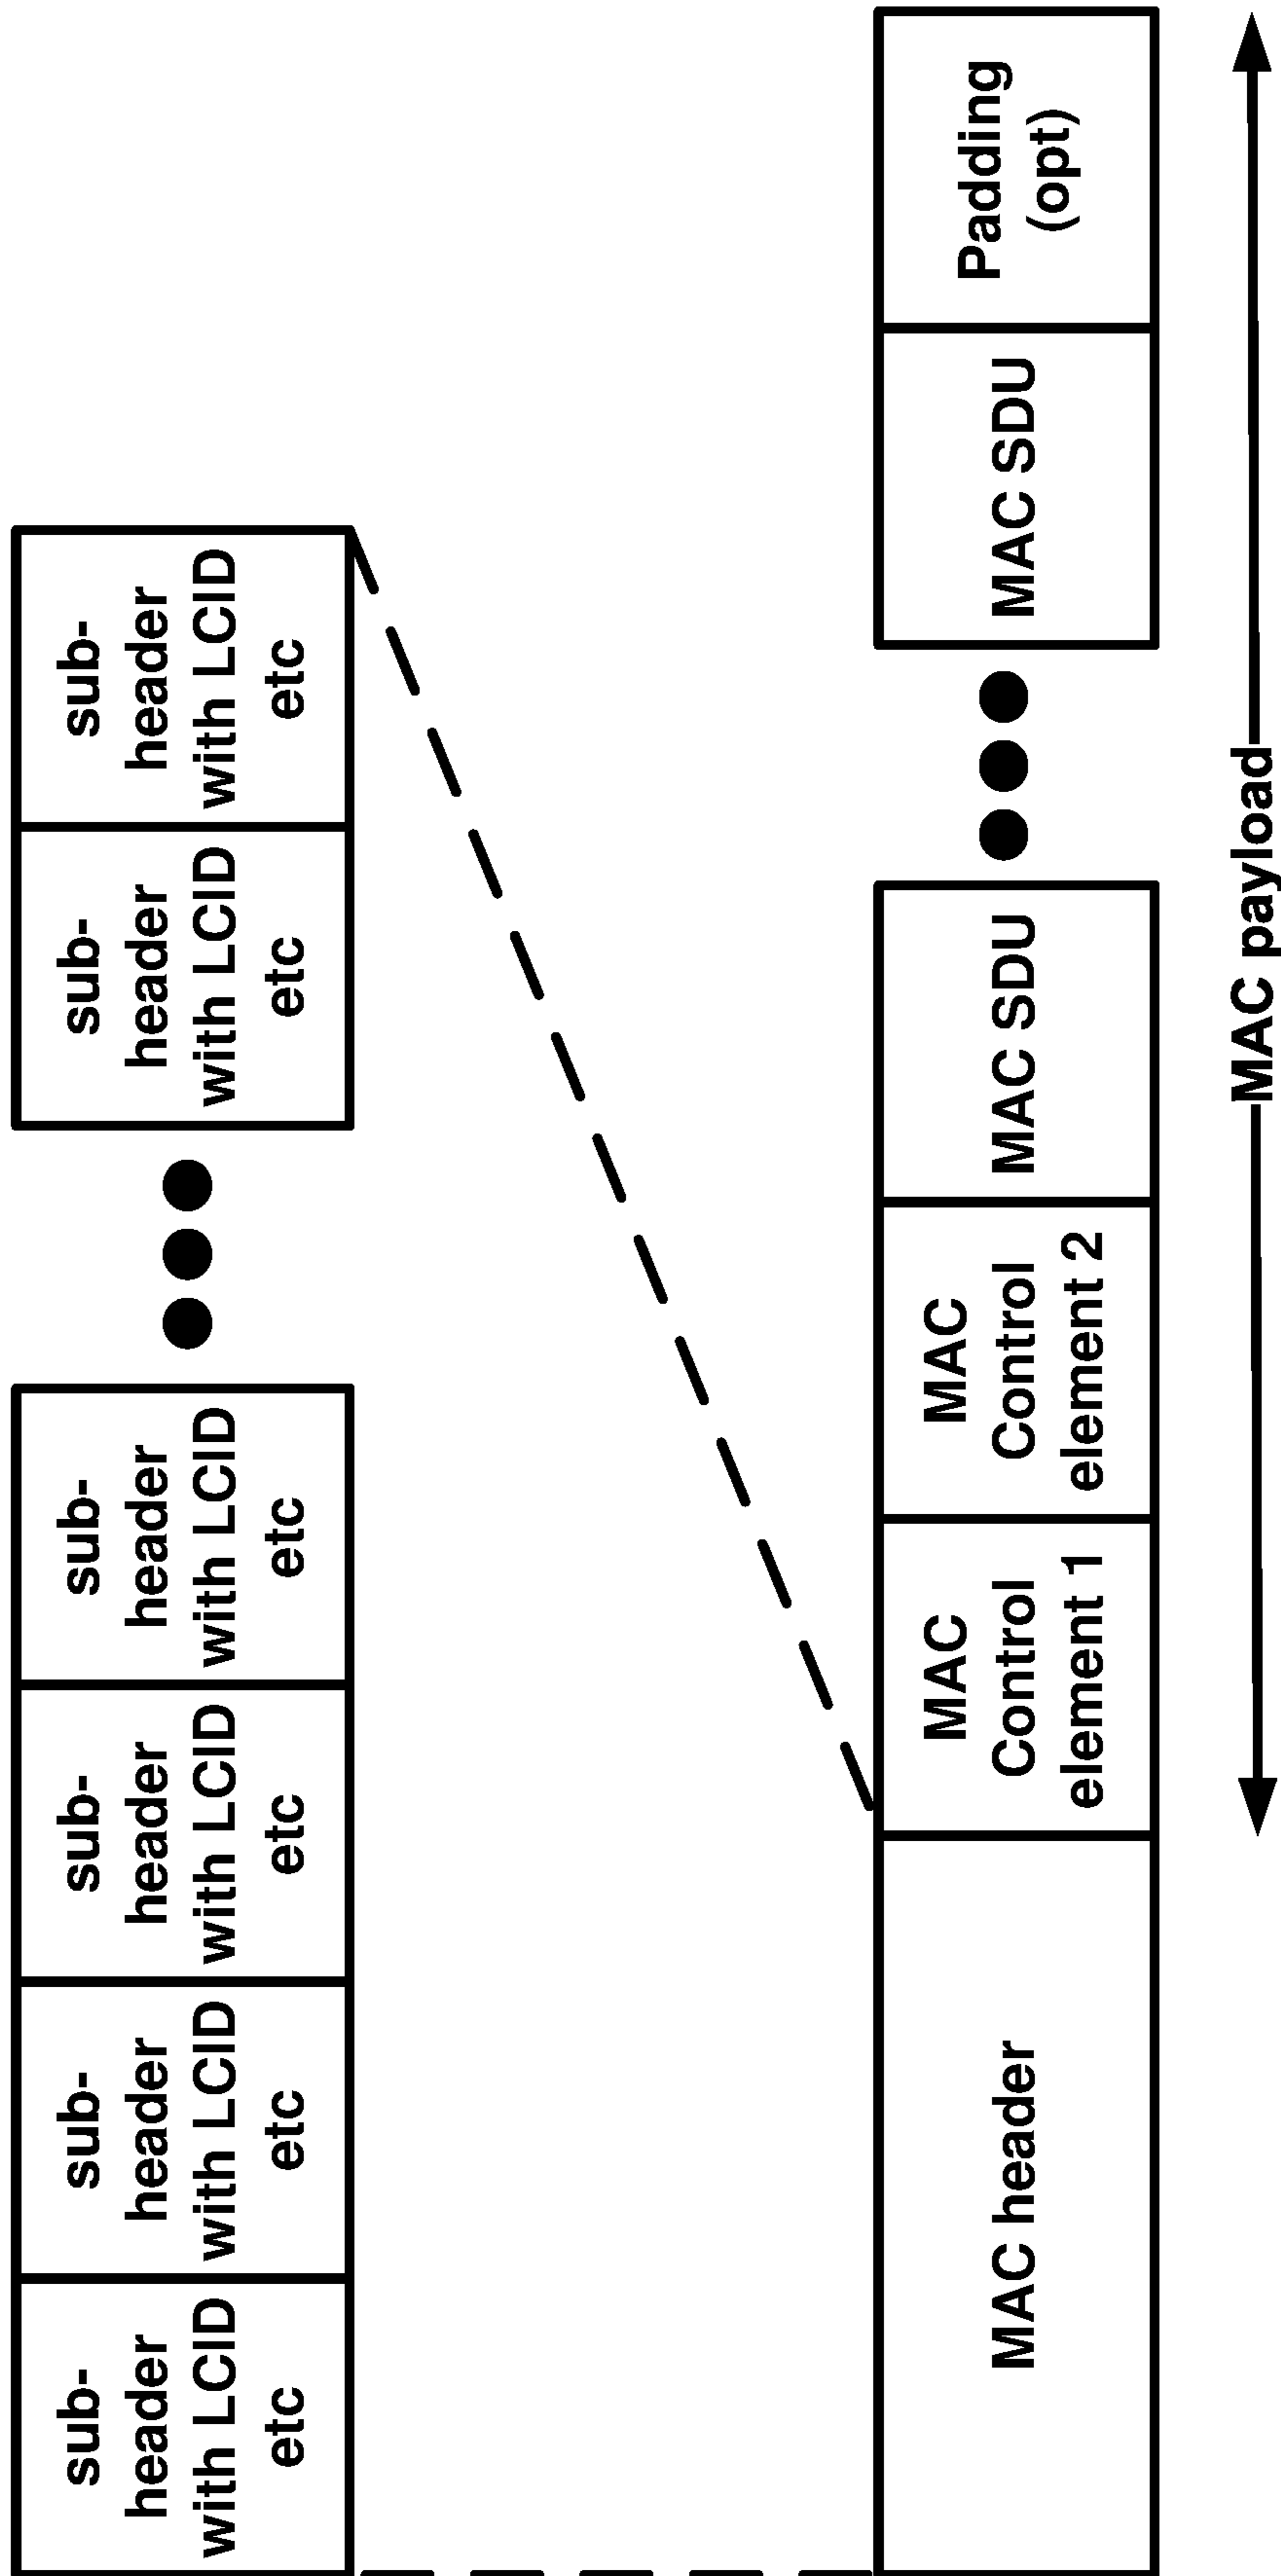 sub-
header
with LCID
etc
sub-
header
with LCID
etc
sub-
header
with LCID
etc
sub-
header
with LCID
etc
sub-
header
with LCID
etc
sub-
header
with LCID
etc
MAC header
MAC
Control
element 1
MAC
Control
element 2
MAC SDU
MAC SDU
Padding
(opt)
MAC payload